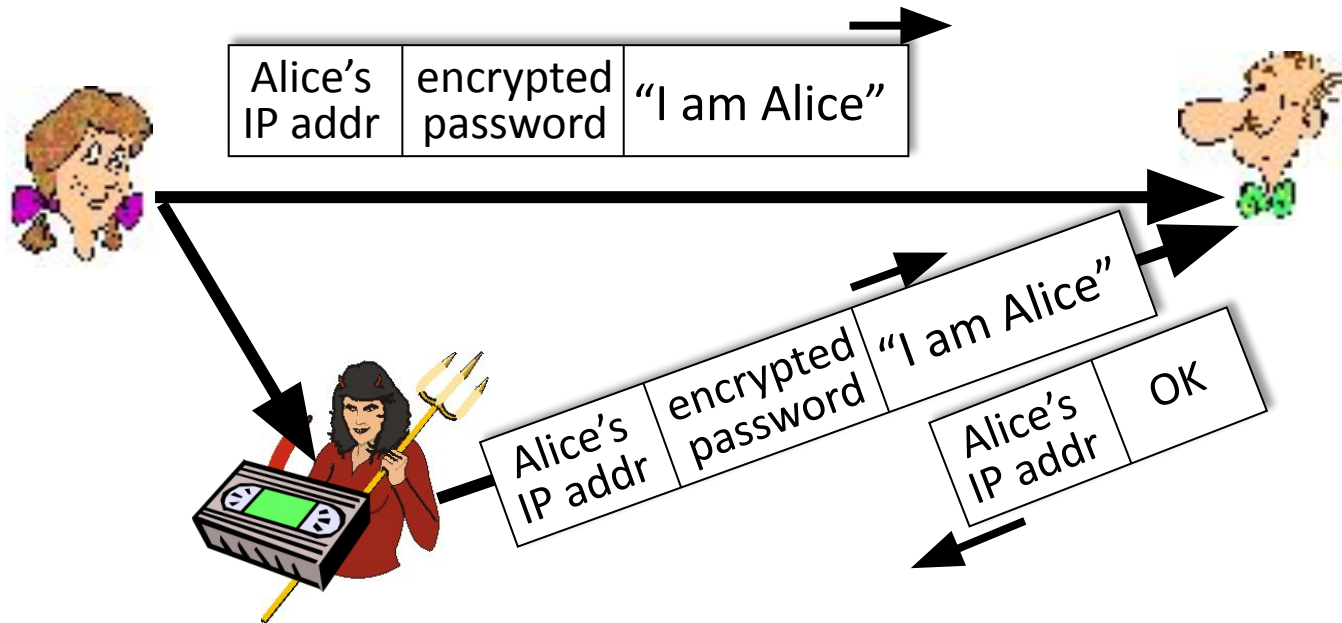 Alice’s
IP addr
encrypted
password
“I am Alice”
Alice’s
IP addr
encrypted
password
“I am Alice”
Alice’s
IP addr
OK